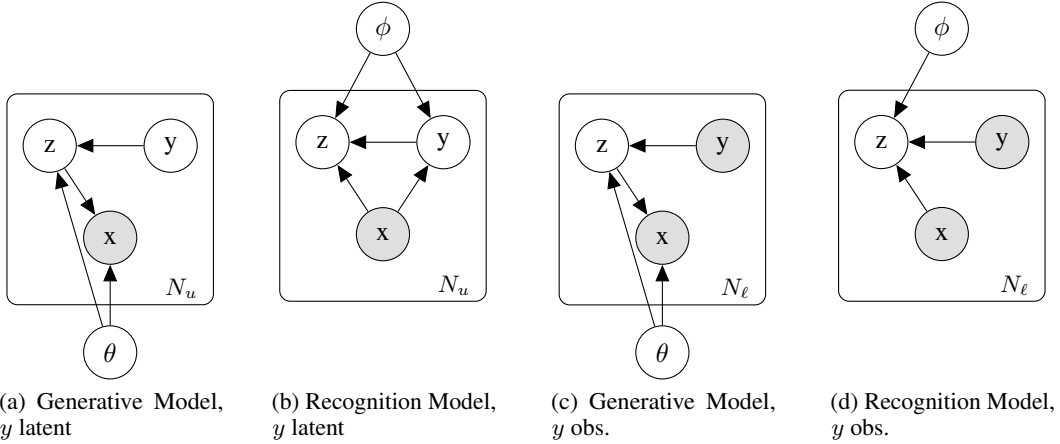 ϕ ϕ
z y z y z y z y
x x x x
N_u N_u N_ℓ N_ℓ
θ θ
(a) Generative Model, (b) Recognition Model, (c) Generative Model, (d) Recognition Model,
y latent y latent y obs. y obs.